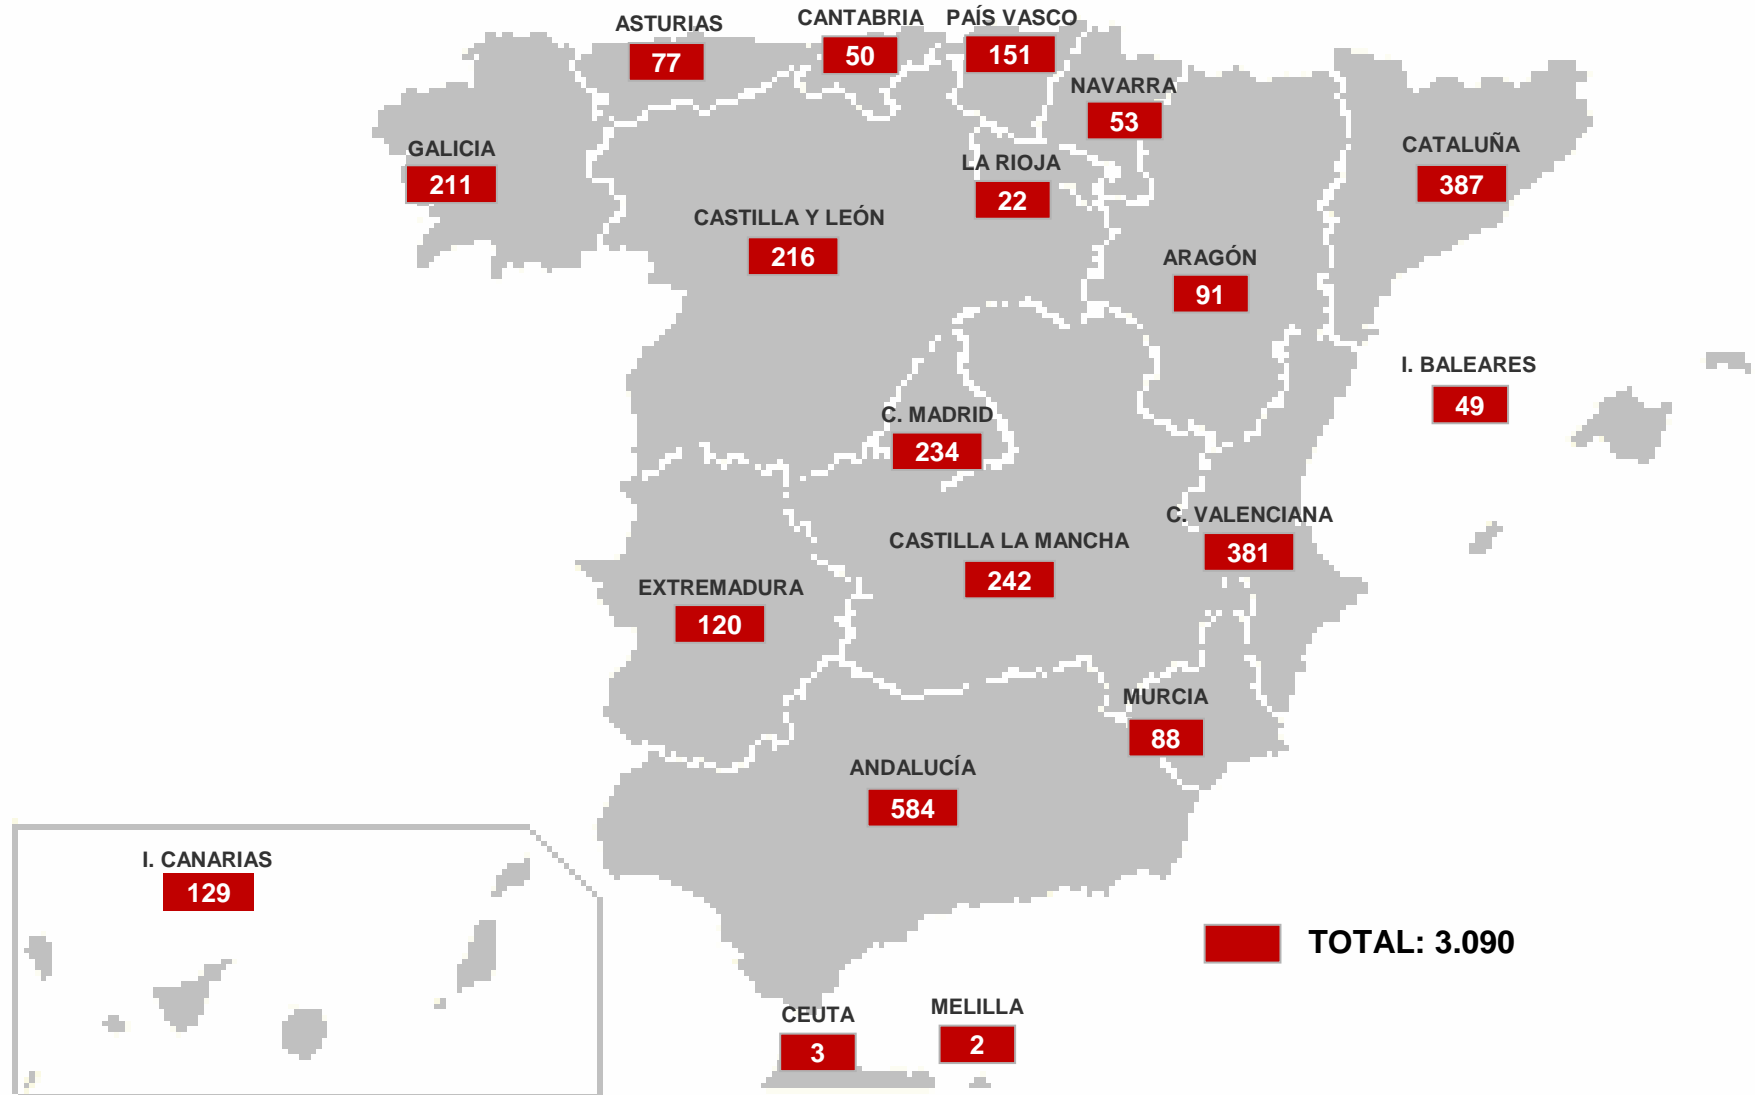 ASTURIAS
77
CANTABRIA
50
PAÍS VASCO
151
NAVARRA
53
GALICIA
211
LA RIOJA
22
CATALUÑA
387
CASTILLA Y LEÓN
216
ARAGÓN
91
I. BALEARES
49
C. MADRID
234
C. VALENCIANA
381
CASTILLA LA MANCHA
242
EXTREMADURA
120
MURCIA
88
ANDALUCÍA
584
I. CANARIAS
129
TOTAL: 3.090
CEUTA
3
MELILLA
2